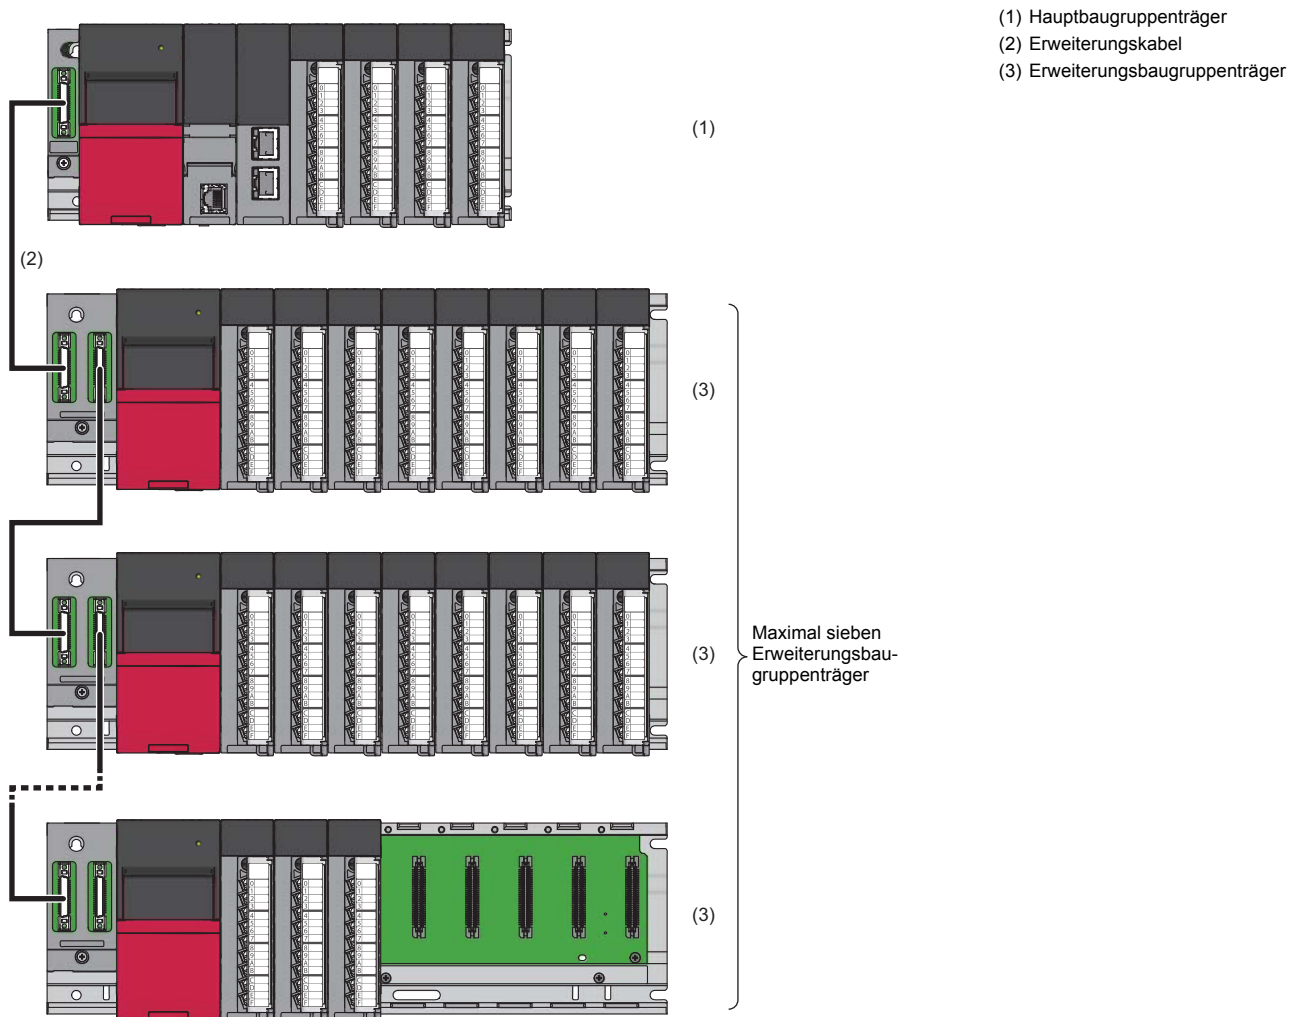 (1) Hauptbaugruppenträger
(2) Erweiterungskabel
(3) Erweiterungsbaugruppenträger
(1)
(2)
(3)
(3)
Maximal sieben
Erweiterungsbau-
gruppenträger
(3)